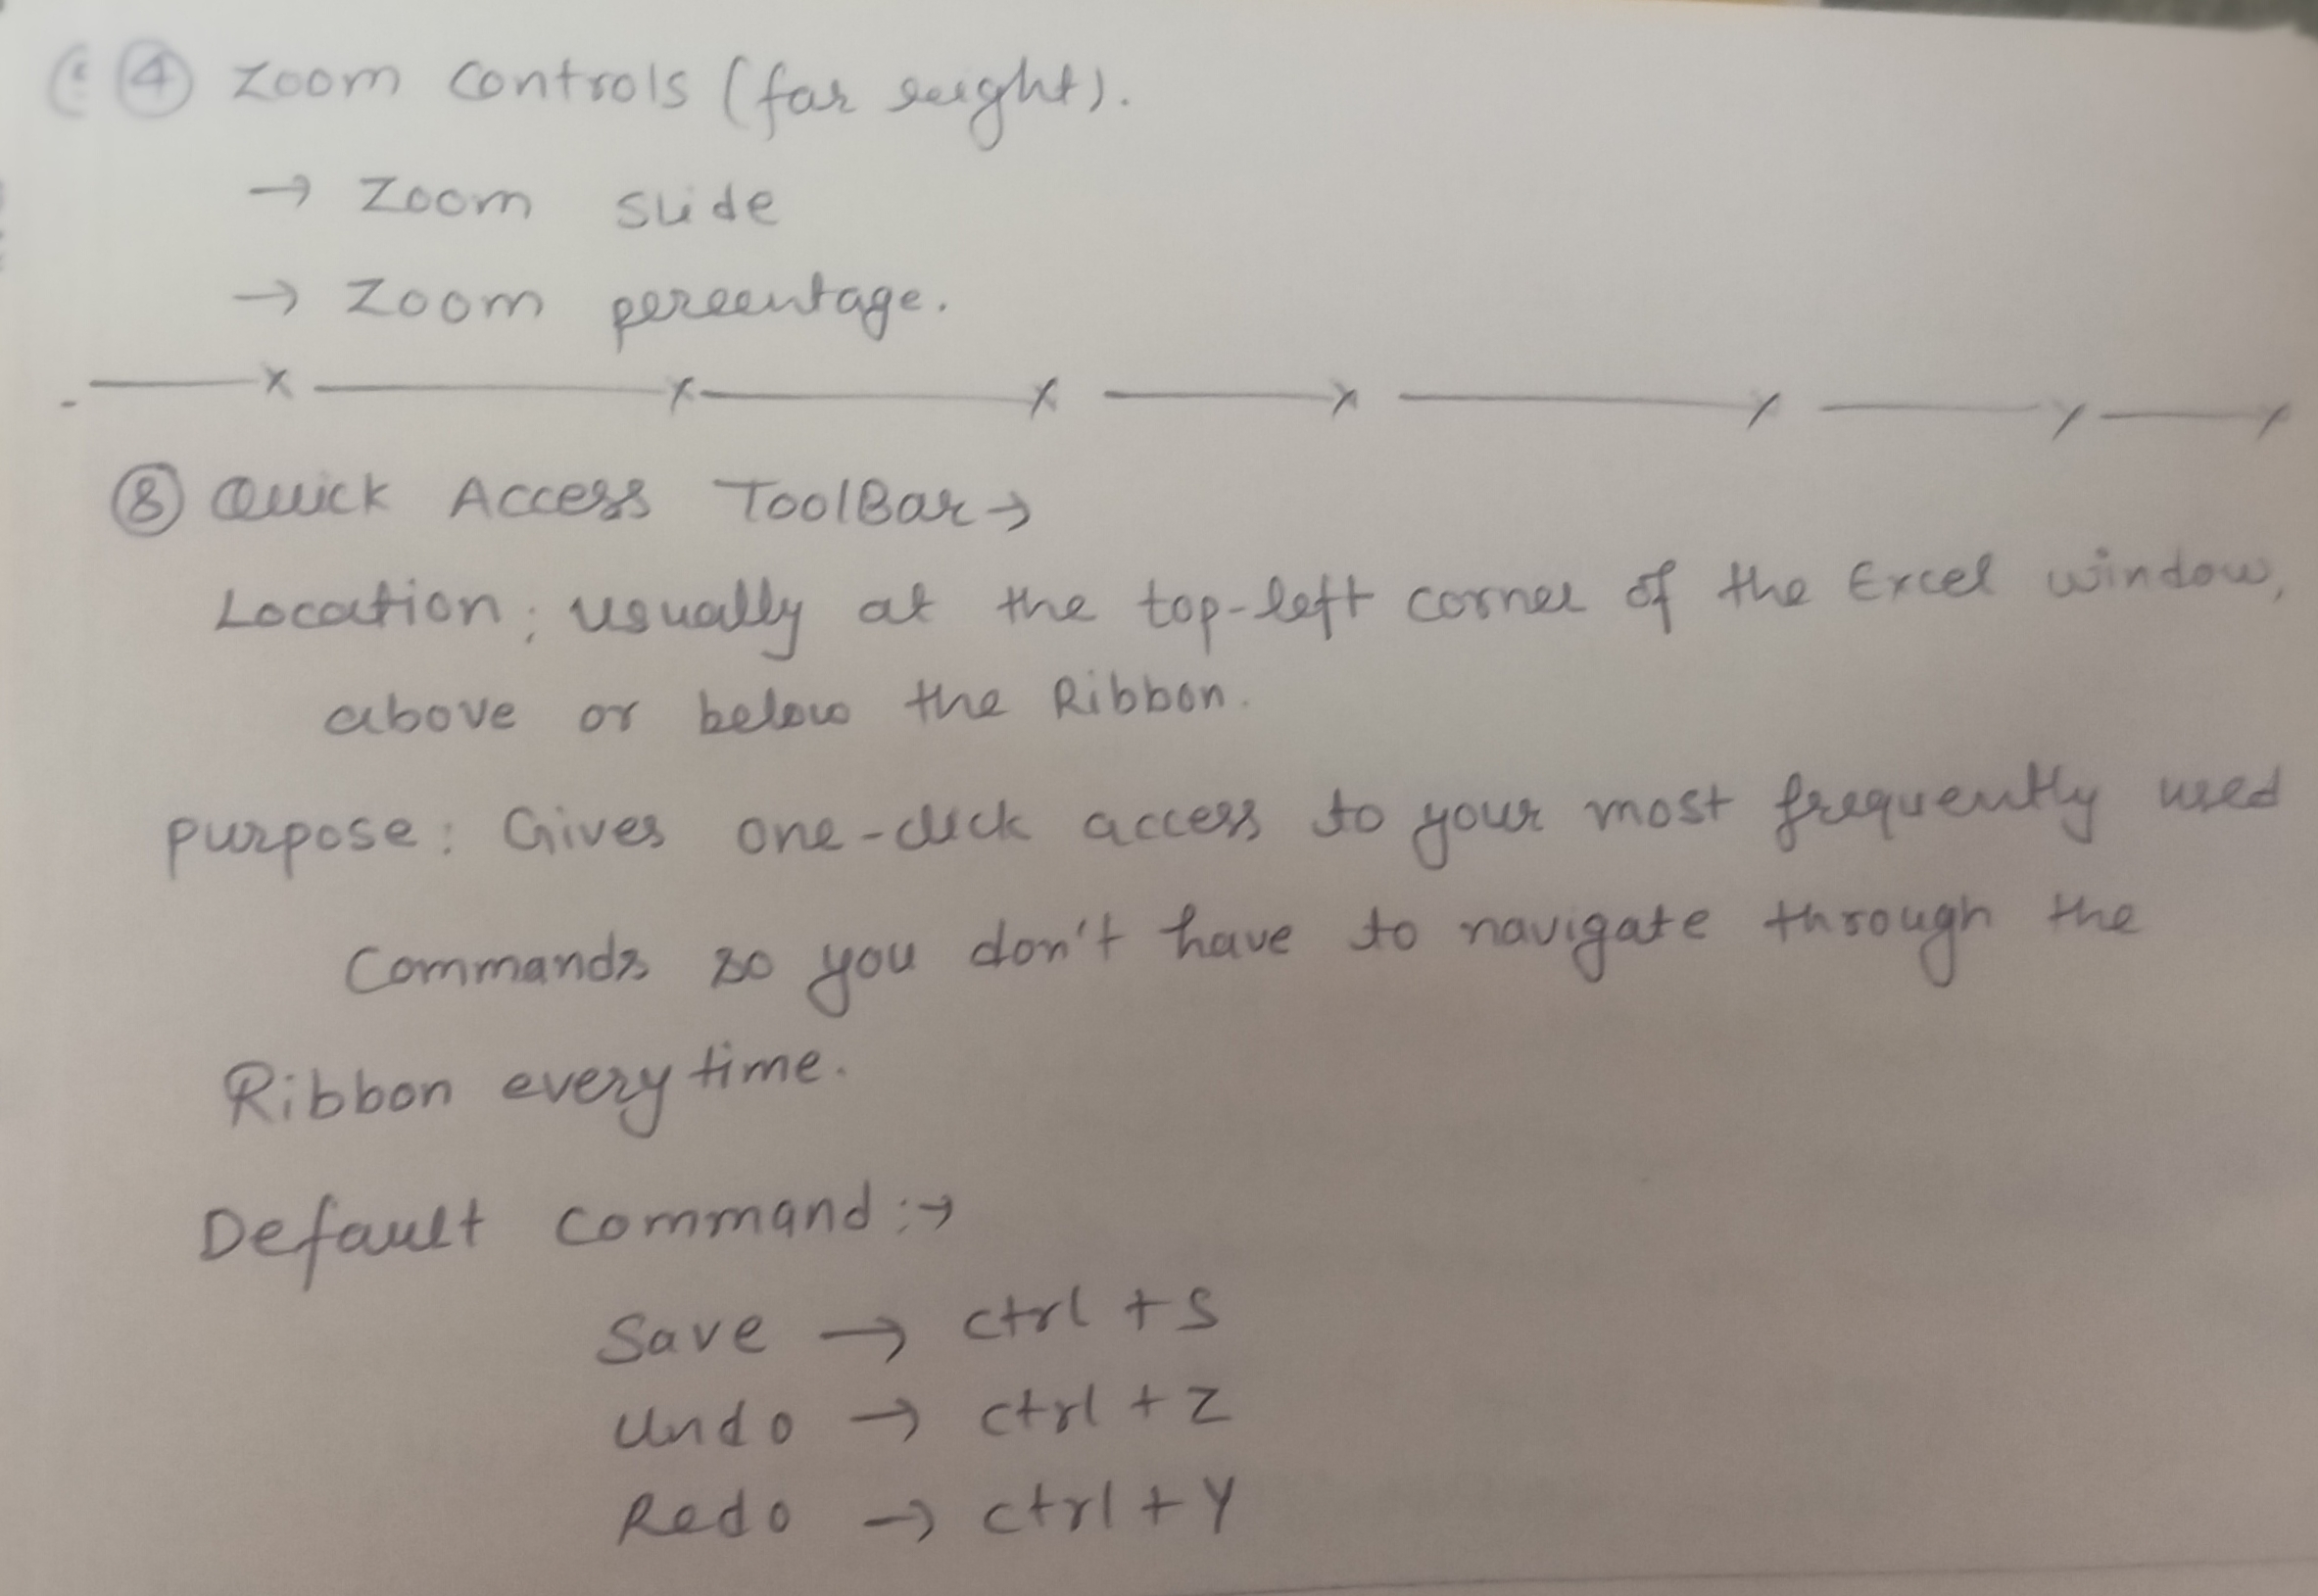 ④ Zoom Controls (far right).
→ Zoom slide
→ Zoom percentage.
—x—x—x—x—x—x—x
⑧ Quick Access ToolBar→
Location: usually at the top-left corner of the Excel window,
above or below the Ribbon.
purpose: Gives one-click access to your most frequently used
Commands so you don't have to navigate through the
Ribbon every time.
Default Command:→
Save → ctrl + S
Undo → ctrl + Z
Redo → ctrl + Y